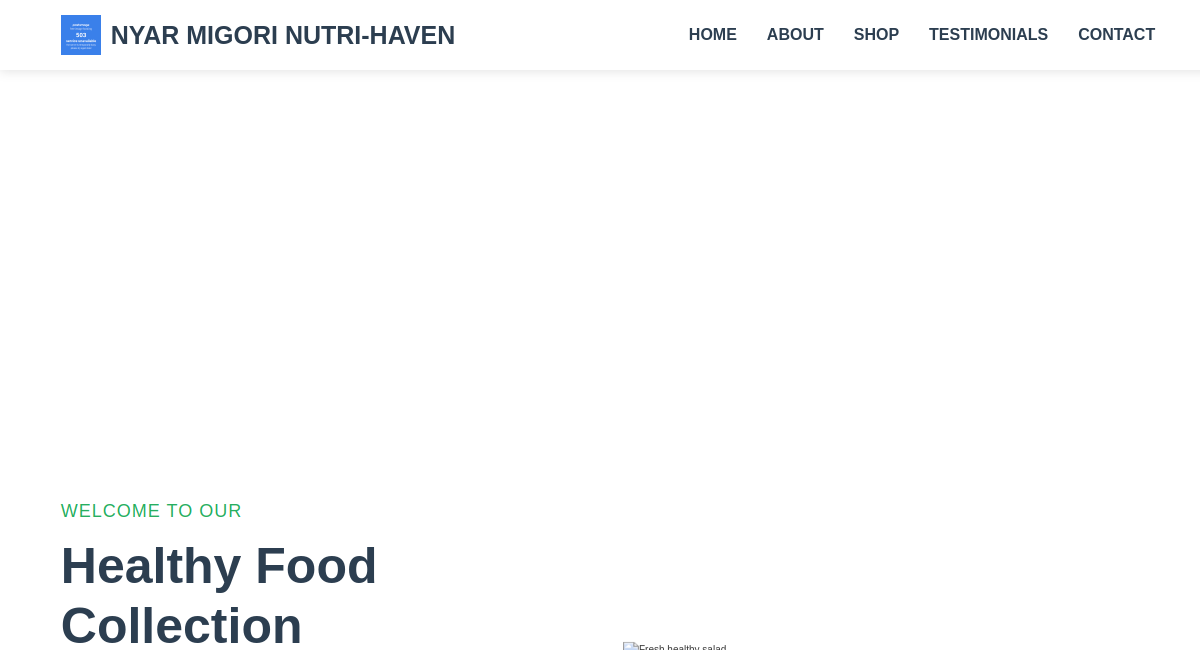 503
NYAR MIGORI NUTRI-HAVEN
HOME
ABOUT
SHOP
TESTIMONIALS
CONTACT
WELCOME TO OUR
Healthy Food
Collection
Fresh healthy salad